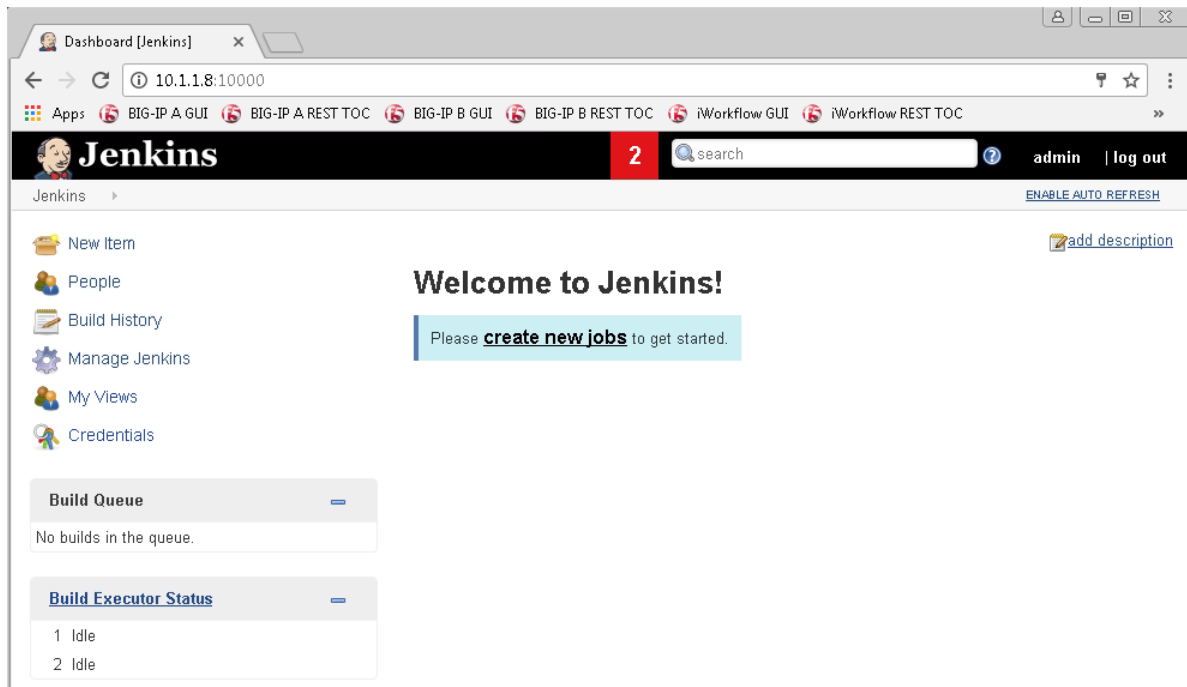 Dashboard [Jenkins]
10.1.1.8:10000
Apps BIG-IP A GUI BIG-IP A REST TOC BIG-IP B GUI BIG-IP B REST TOC iWorkflow GUI iWorkflow REST TOC »
Jenkins 2 search admin | log out
Jenkins ENABLE AUTO REFRESH
New Item add description
People
Welcome to Jenkins!
Build History
Please create new jobs to get started.
Manage Jenkins
My Views
Credentials
Build Queue
No builds in the queue.
Build Executor Status
1 Idle
2 Idle